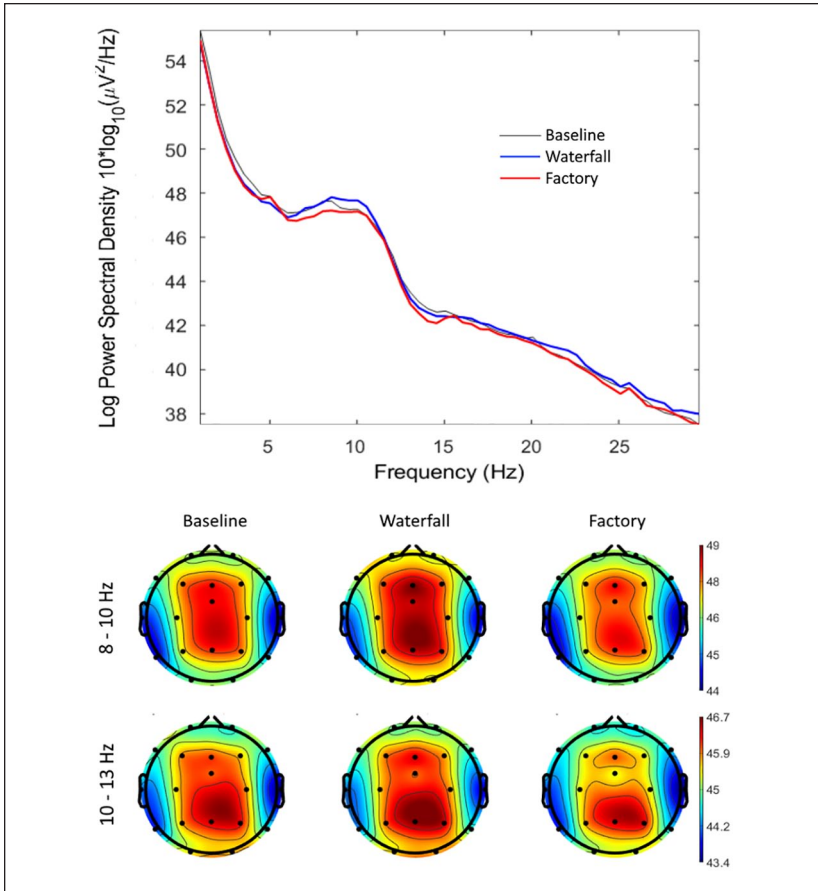 Log Power Spectral Density 10*log10(μV²/Hz)
54
52
50
48
46
44
42
40
38
Baseline
Waterfall
Factory
5 10 15 20 25
Frequency (Hz)
Baseline Waterfall Factory
8 - 10 Hz
49
48
46
45
44
10 - 13 Hz
46.7
45.9
45
44.2
43.4